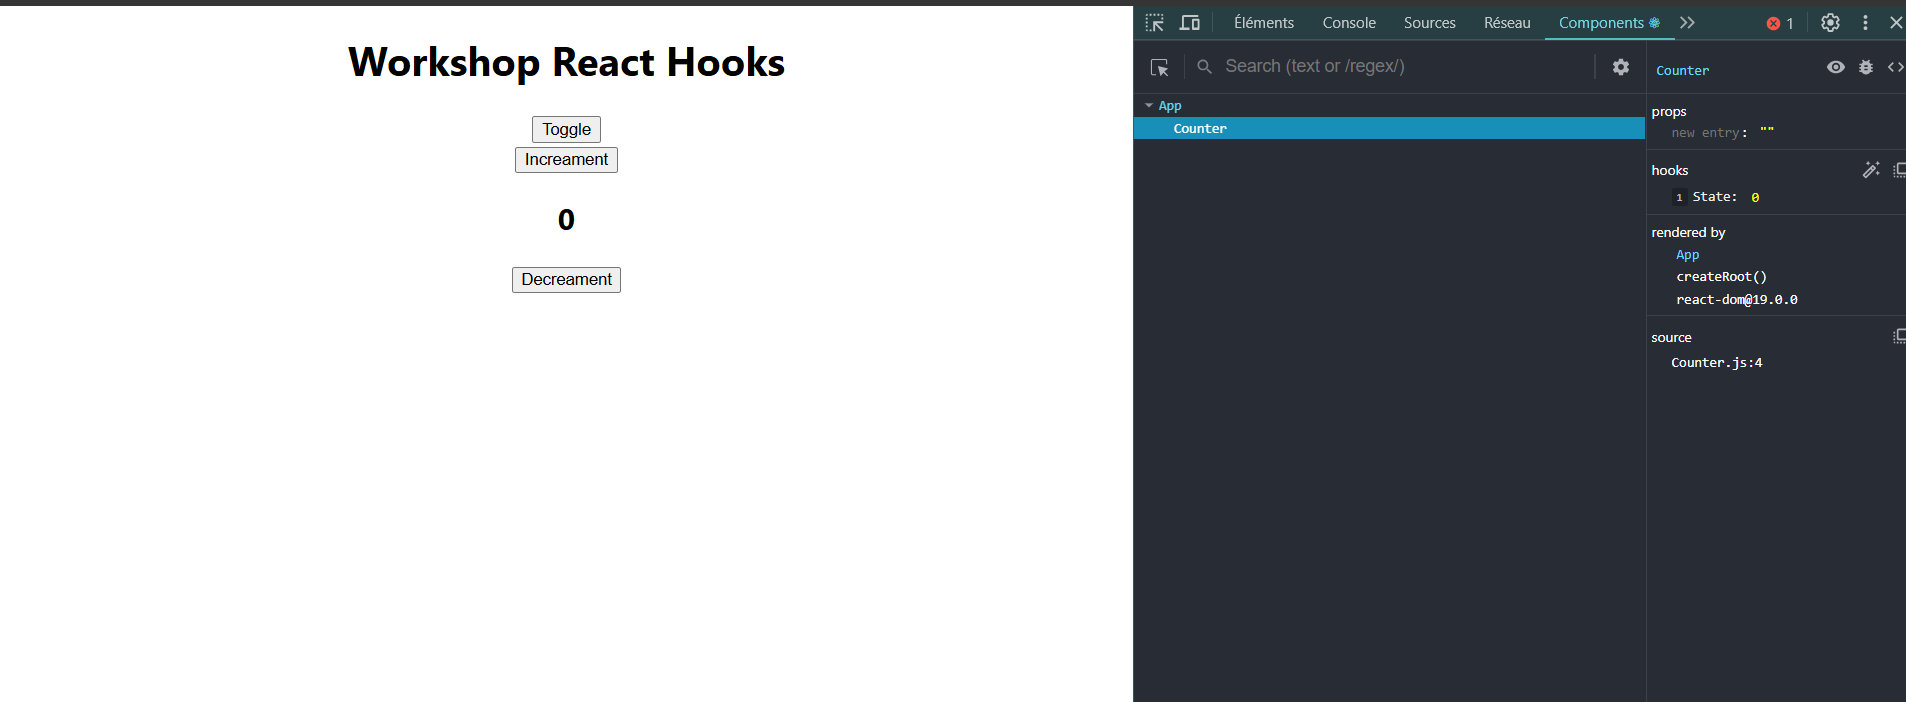 Workshop React Hooks
Toggle
Increament
0
Decreament
Éléments Console Sources Réseau Components 1
Search (text or /regex/)
App
Counter
Counter
props
new entry: ""
hooks
1 State: 0
rendered by
App
createRoot()
react-dom@19.0.0
source
Counter.js:4